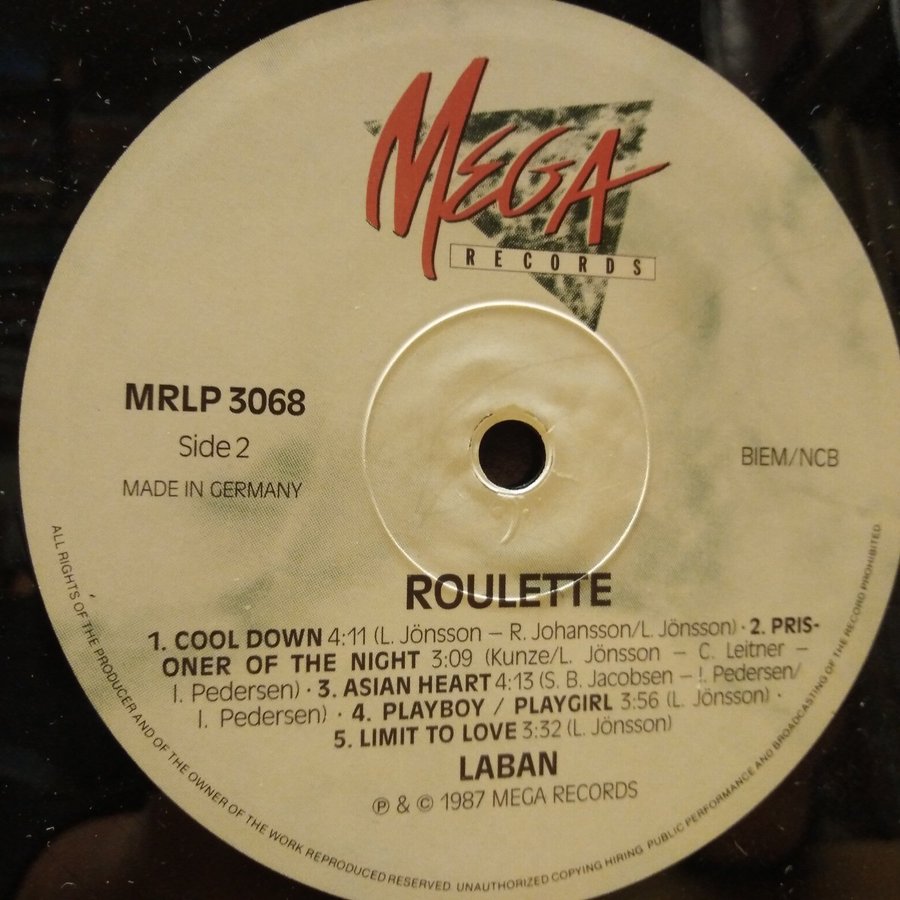 MEGA
RECORDS
MRLP 3068
Side 2
MADE IN GERMANY
BIEM/NCB
ROULETTE
1. COOL DOWN 4:11 (L. Jönsson – R. Johansson/L. Jönsson) · 2. PRIS-
ONER OF THE NIGHT 3:09 (Kunze/L. Jönsson – C. Leitner –
I. Pedersen) · 3. ASIAN HEART 4:13 (S. B. Jacobsen – I. Pedersen/
I. Pedersen) · 4. PLAYBOY / PLAYGIRL 3:56 (L. Jönsson) ·
5. LIMIT TO LOVE 3:32 (L. Jönsson)
LABAN
℗ & © 1987 MEGA RECORDS
ALL RIGHTS OF THE PRODUCER AND OF THE OWNER OF THE WORK REPRODUCED RESERVED UNAUTHORIZED COPYING HIRING PUBLIC PERFORMANCE AND BROADCASTING OF THE RECORD PROHIBITED